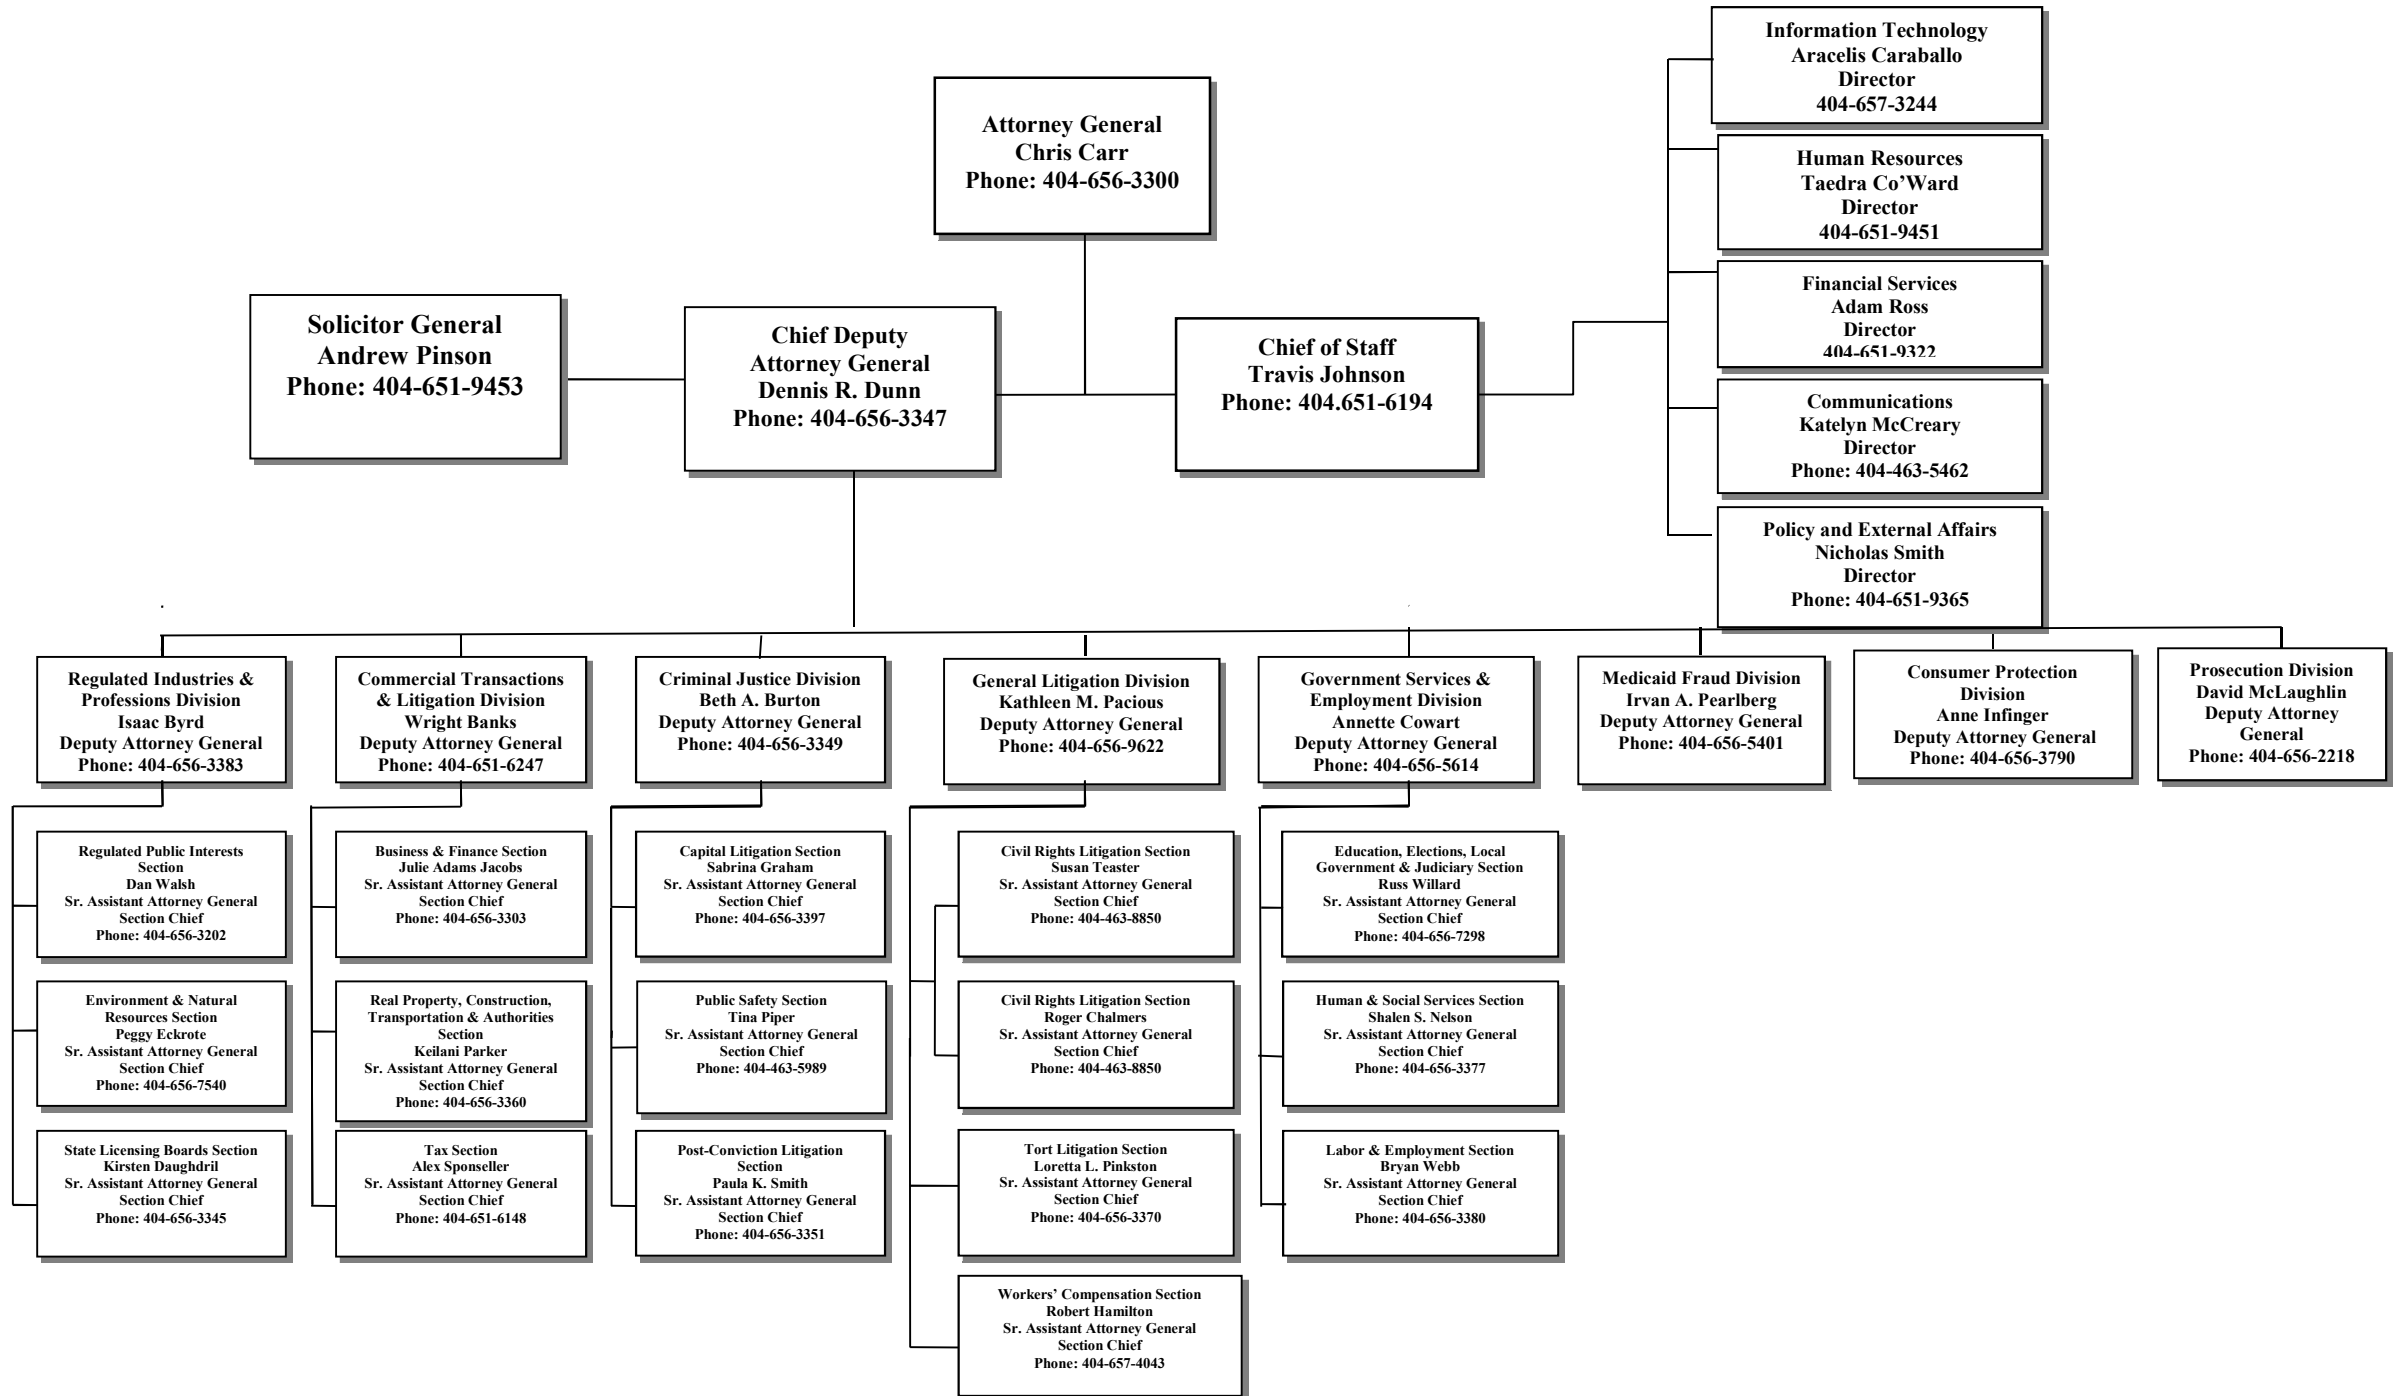 Attorney General
Chris Carr
Phone: 404-656-3300
Solicitor General
Andrew Pinson
Phone: 404-651-9453
Chief Deputy
Attorney General
Dennis R. Dunn
Phone: 404-656-3347
Chief of Staff
Travis Johnson
Phone: 404.651-6194
Information Technology
Aracelis Caraballo
Director
404-657-3244
Human Resources
Taedra Co’Ward
Director
404-651-9451
Financial Services
Adam Ross
Director
404-651-9322
Communications
Katelyn McCreary
Director
Phone: 404-463-5462
Policy and External Affairs
Nicholas Smith
Director
Phone: 404-651-9365
Regulated Industries &
Professions Division
Isaac Byrd
Deputy Attorney General
Phone: 404-656-3383
Commercial Transactions
& Litigation Division
Wright Banks
Deputy Attorney General
Phone: 404-651-6247
Criminal Justice Division
Beth A. Burton
Deputy Attorney General
Phone: 404-656-3349
General Litigation Division
Kathleen M. Pacious
Deputy Attorney General
Phone: 404-656-9622
Government Services &
Employment Division
Annette Cowart
Deputy Attorney General
Phone: 404-656-5614
Medicaid Fraud Division
Irvan A. Pearlberg
Deputy Attorney General
Phone: 404-656-5401
Consumer Protection
Division
Anne Infinger
Deputy Attorney General
Phone: 404-656-3790
Prosecution Division
David McLaughlin
Deputy Attorney
General
Phone: 404-656-2218
Regulated Public Interests
Section
Dan Walsh
Sr. Assistant Attorney General
Section Chief
Phone: 404-656-3202
Environment & Natural
Resources Section
Peggy Eckrote
Sr. Assistant Attorney General
Section Chief
Phone: 404-656-7540
State Licensing Boards Section
Kirsten Daughdril
Sr. Assistant Attorney General
Section Chief
Phone: 404-656-3345
Business & Finance Section
Julie Adams Jacobs
Sr. Assistant Attorney General
Section Chief
Phone: 404-656-3303
Real Property, Construction,
Transportation & Authorities
Section
Keilani Parker
Sr. Assistant Attorney General
Section Chief
Phone: 404-656-3360
Tax Section
Alex Sponseller
Sr. Assistant Attorney General
Section Chief
Phone: 404-651-6148
Capital Litigation Section
Sabrina Graham
Sr. Assistant Attorney General
Section Chief
Phone: 404-656-3397
Public Safety Section
Tina Piper
Sr. Assistant Attorney General
Section Chief
Phone: 404-463-5989
Post-Conviction Litigation
Section
Paula K. Smith
Sr. Assistant Attorney General
Section Chief
Phone: 404-656-3351
Civil Rights Litigation Section
Susan Teaster
Sr. Assistant Attorney General
Section Chief
Phone: 404-463-8850
Civil Rights Litigation Section
Roger Chalmers
Sr. Assistant Attorney General
Section Chief
Phone: 404-463-8850
Tort Litigation Section
Loretta L. Pinkston
Sr. Assistant Attorney General
Section Chief
Phone: 404-656-3370
Workers’ Compensation Section
Robert Hamilton
Sr. Assistant Attorney General
Section Chief
Phone: 404-657-4043
Education, Elections, Local
Government & Judiciary Section
Russ Willard
Sr. Assistant Attorney General
Section Chief
Phone: 404-656-7298
Human & Social Services Section
Shalen S. Nelson
Sr. Assistant Attorney General
Section Chief
Phone: 404-656-3377
Labor & Employment Section
Bryan Webb
Sr. Assistant Attorney General
Section Chief
Phone: 404-656-3380